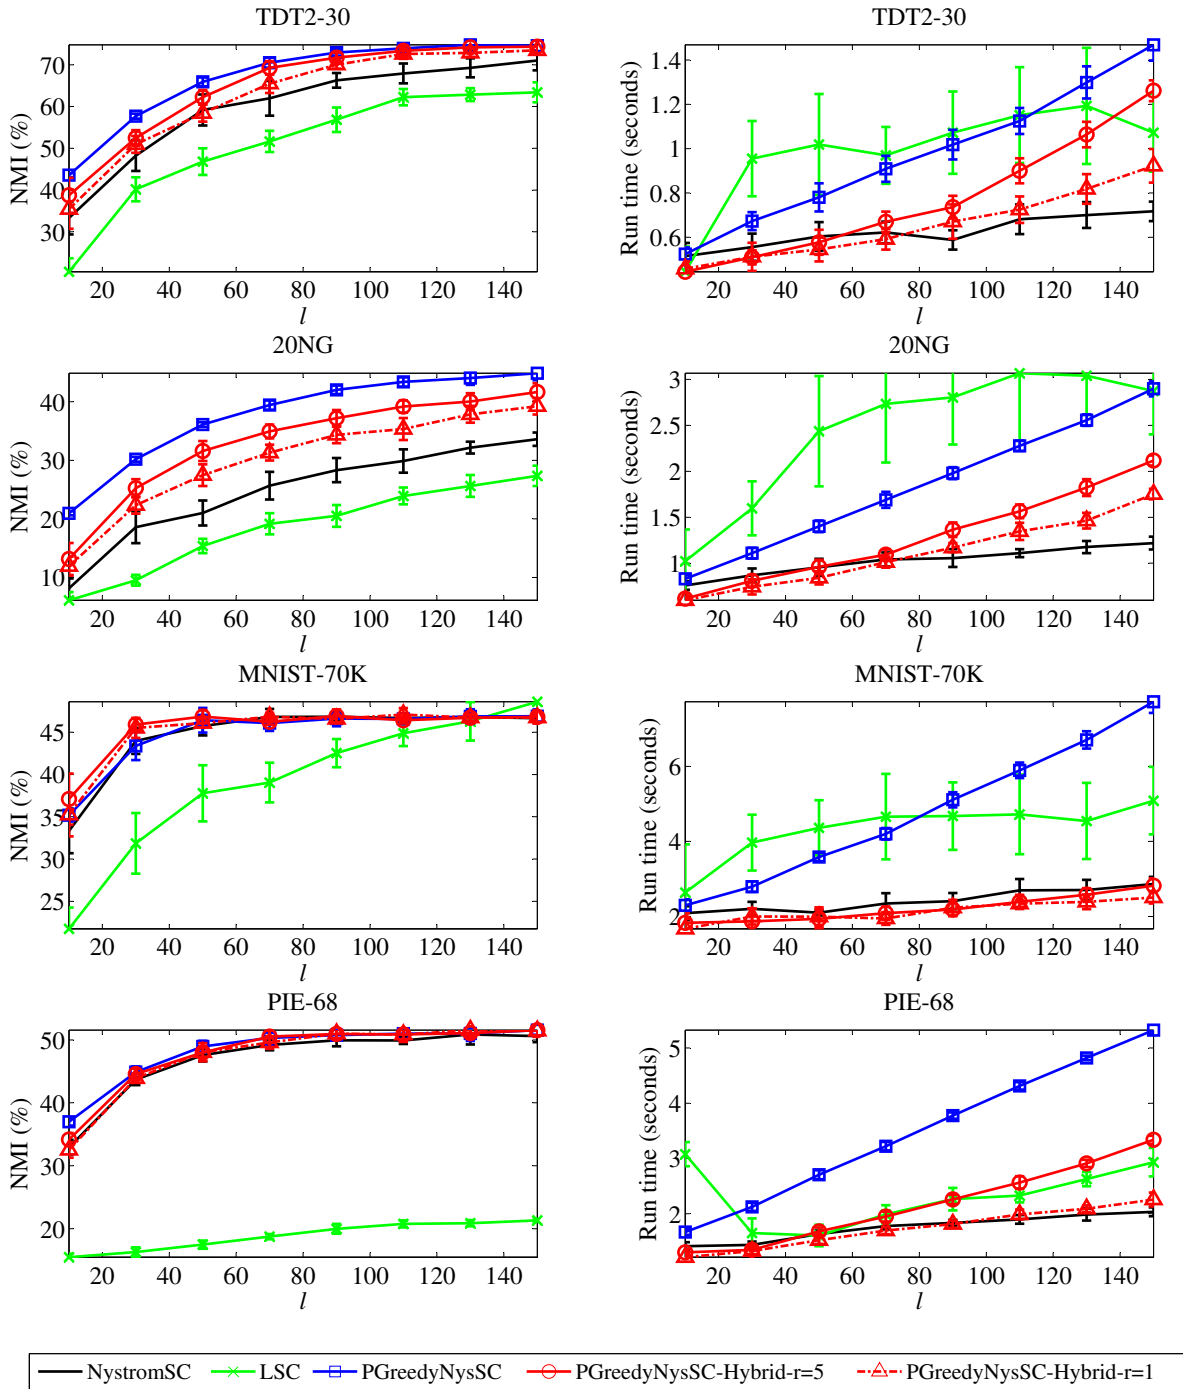 TDT2-30
NMI (%)
70
60
50
40
30
20 40 60 80 100 120 140
l
TDT2-30
Run time (seconds)
1.4
1.2
1
0.8
0.6
20 40 60 80 100 120 140
l
20NG
NMI (%)
40
30
20
10
20 40 60 80 100 120 140
l
20NG
Run time (seconds)
3
2.5
2
1.5
1
20 40 60 80 100 120 140
l
MNIST-70K
NMI (%)
45
40
35
30
25
20 40 60 80 100 120 140
l
MNIST-70K
Run time (seconds)
6
4
2
20 40 60 80 100 120 140
l
PIE-68
NMI (%)
50
40
30
20
20 40 60 80 100 120 140
l
PIE-68
Run time (seconds)
5
4
3
2
20 40 60 80 100 120 140
l
NystromSC LSC PGreedyNysSC PGreedyNysSC-Hybrid-r=5 PGreedyNysSC-Hybrid-r=1